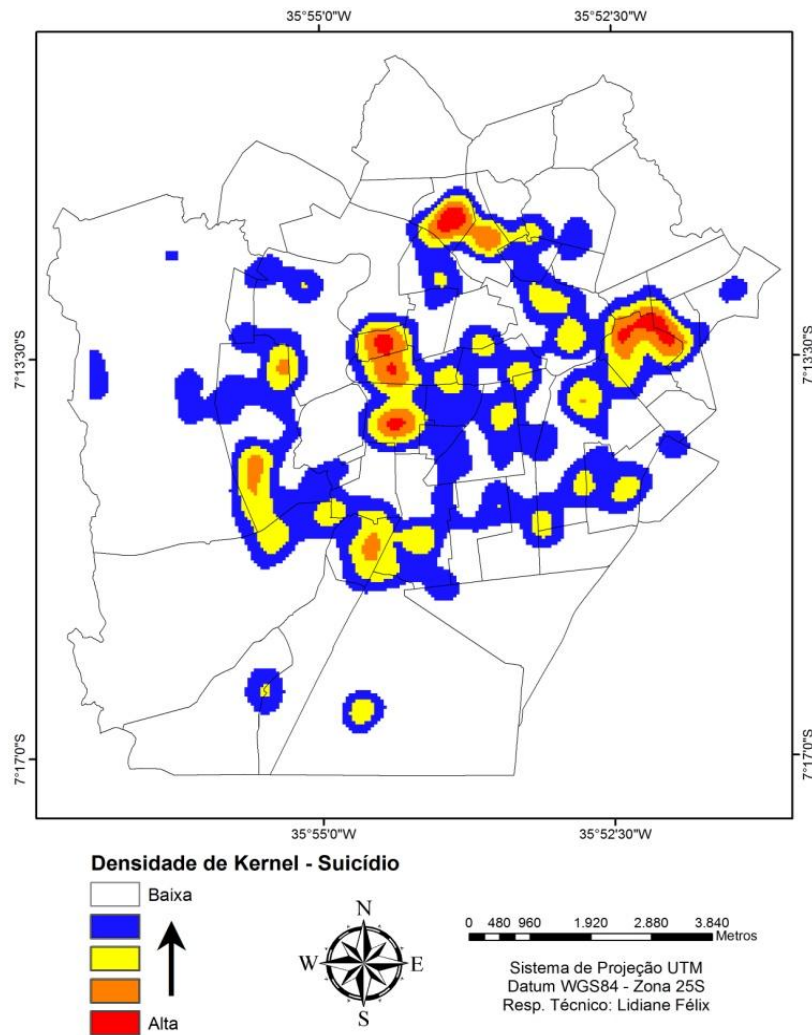 35°55'0"W 35°52'30"W
7°13'30"S 7°13'30"S
7°17'0"S 7°17'0"S
35°55'0"W 35°52'30"W
Densidade de Kernel - Suicídio
Baixa
Alta
N
W E
S
0 480 960 1.920 2.880 3.840
Metros
Sistema de Projeção UTM
Datum WGS84 - Zona 25S
Resp. Técnico: Lidiane Félix